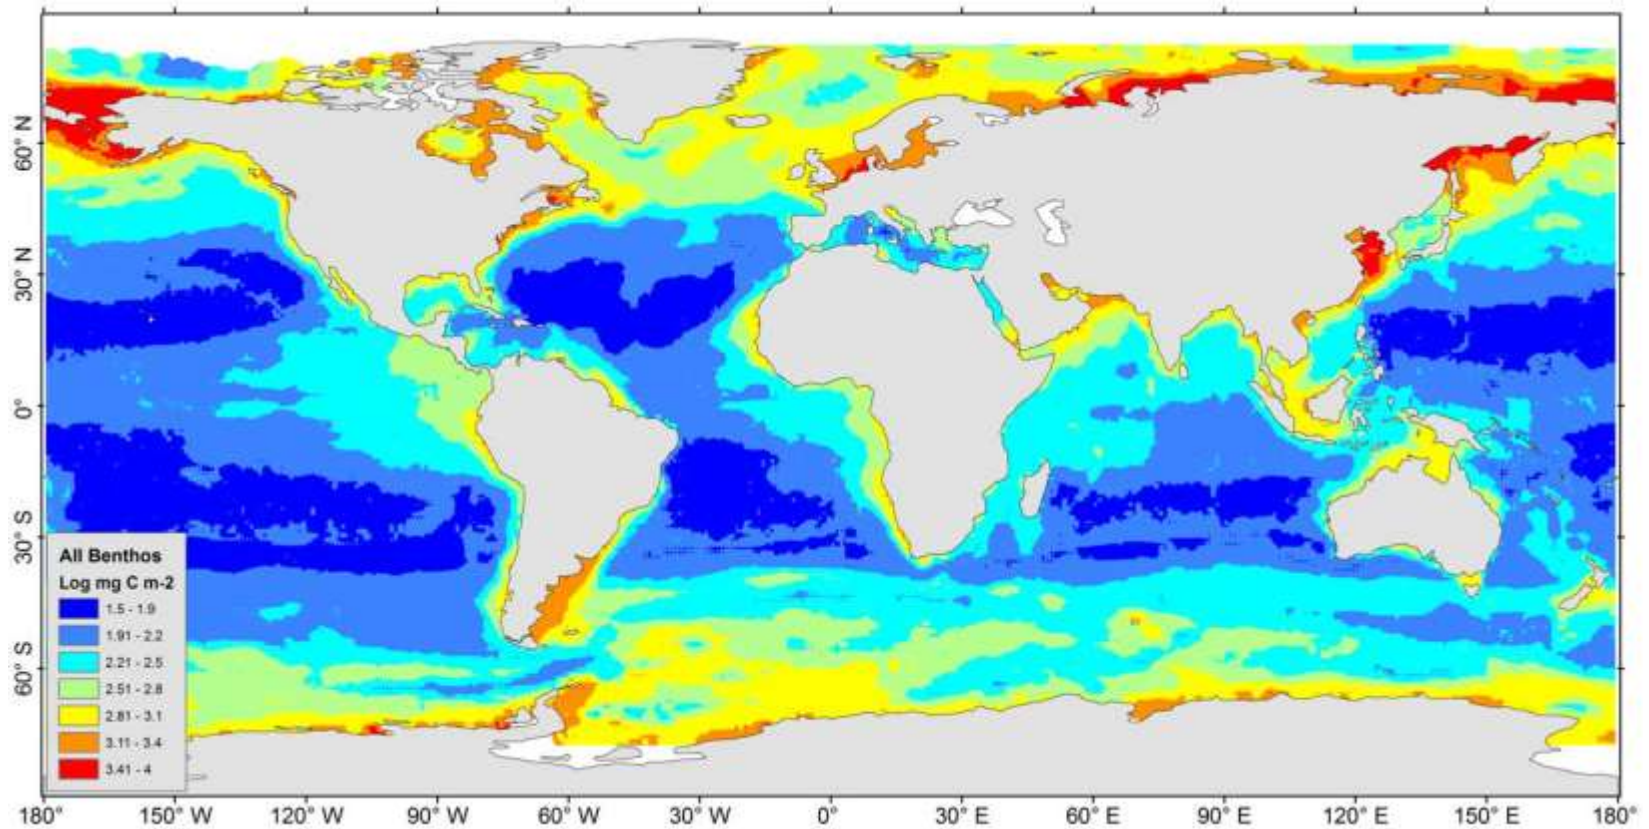 60° N
30° N
0°
30° S
60° S
All Benthos
Log mg C m-2
1.5 - 1.9
1.91 - 2.2
2.21 - 2.5
2.51 - 2.8
2.81 - 3.1
3.11 - 3.4
3.41 - 4
180° 150° W 120° W 90° W 60° W 30° W 0° 30° E 60° E 90° E 120° E 150° E 180°